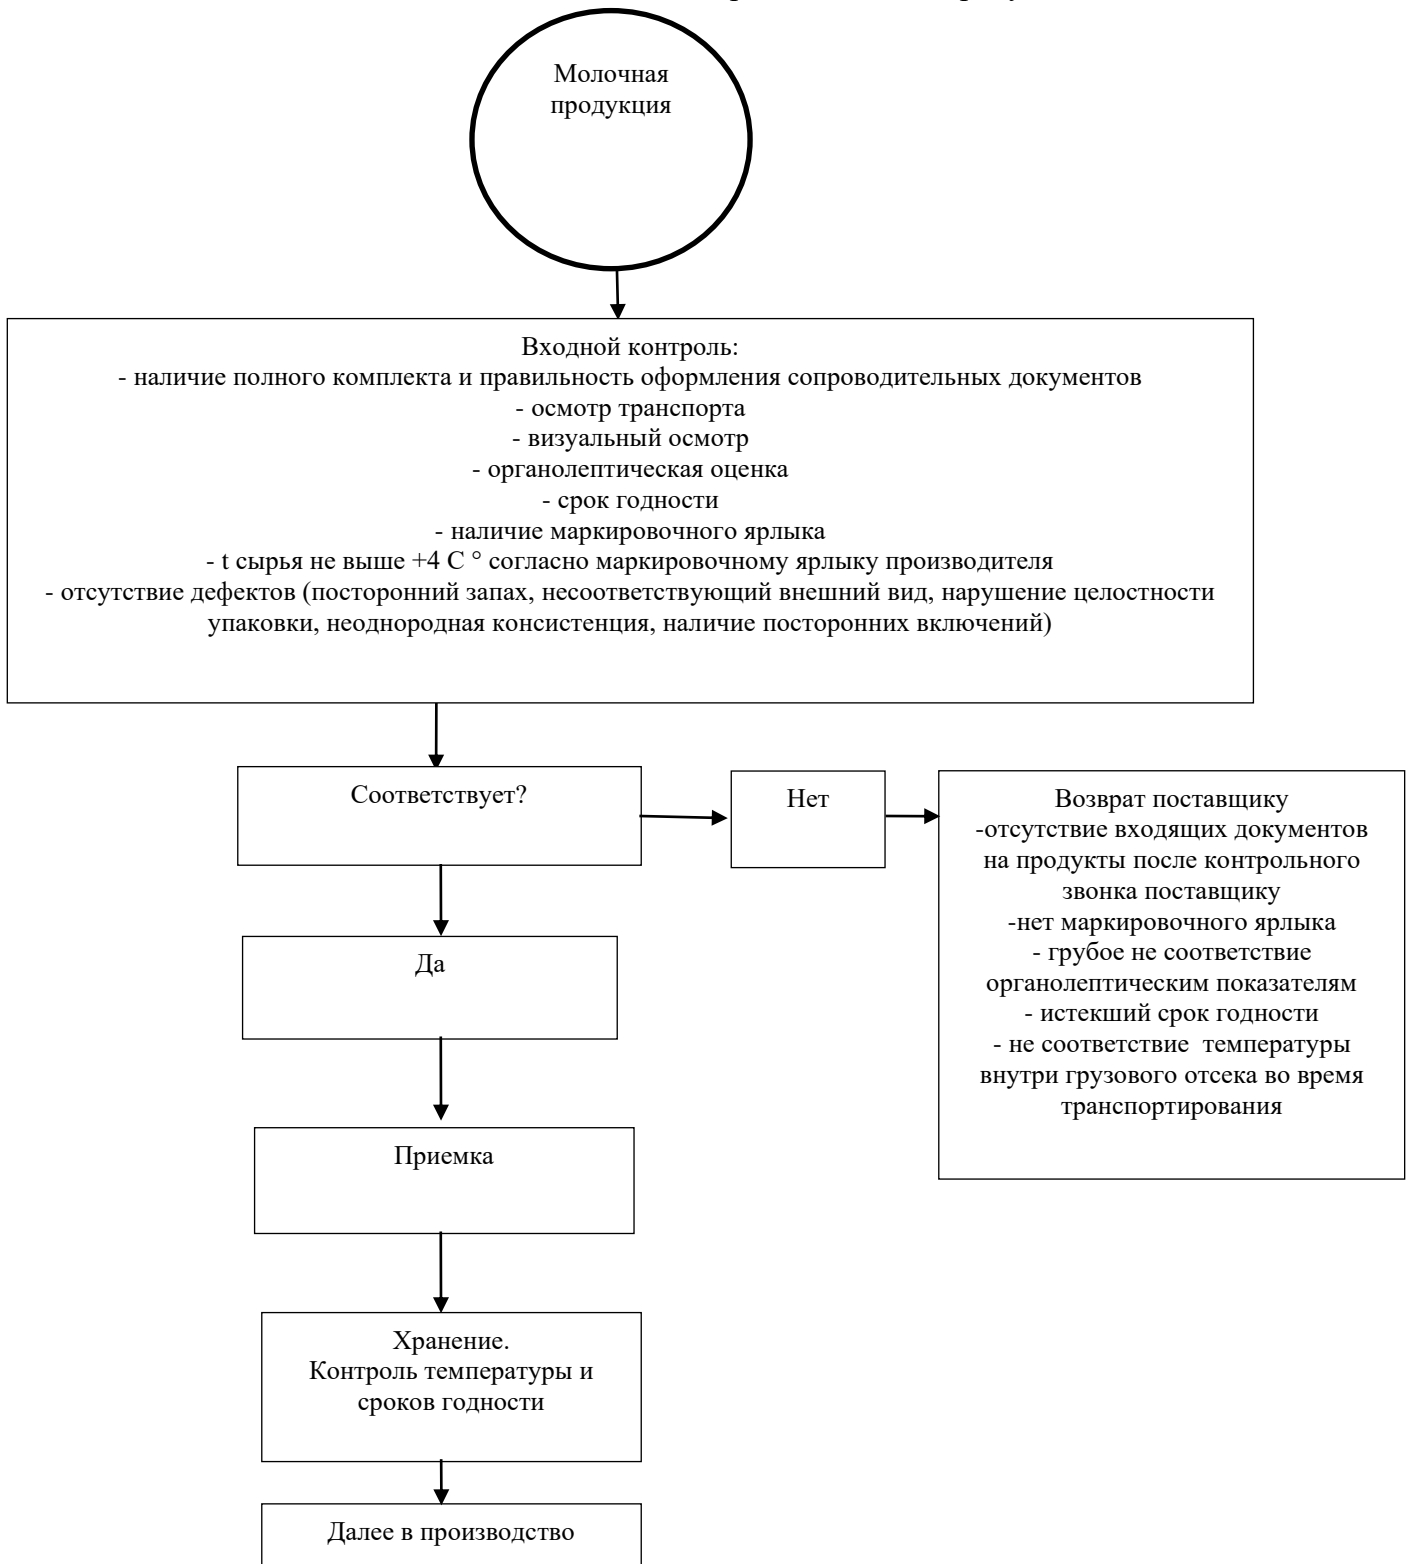 Молочная
продукция
Входной контроль:
- наличие полного комплекта и правильность оформления сопроводительных документов
- осмотр транспорта
- визуальный осмотр
- органолептическая оценка
- срок годности
- наличие маркировочного ярлыка
- t сырья не выше +4 С ° согласно маркировочному ярлыку производителя
- отсутствие дефектов (посторонний запах, несоответствующий внешний вид, нарушение целостности
упаковки, неоднородная консистенция, наличие посторонних включений)
Соответствует?
Нет
Возврат поставщику
-отсутствие входящих документов
на продукты после контрольного
звонка поставщику
-нет маркировочного ярлыка
- грубое не соответствие
органолептическим показателям
- истекший срок годности
- не соответствие  температуры
внутри грузового отсека во время
транспортирования
Да
Приемка
Хранение.
Контроль температуры и
сроков годности
Далее в производство